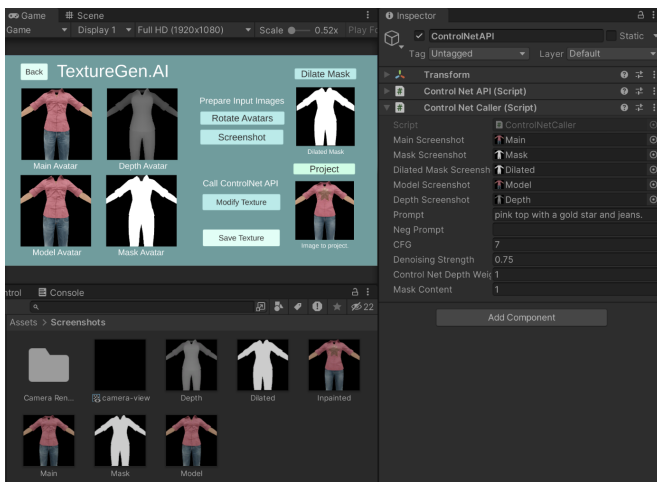 Game
Scene
Game
Display 1
Full HD (1920x1080)
Scale
0.52x
Play Fo
Back
TextureGen.AI
Dilate Mask
Prepare Input Images
Rotate Avatars
Screenshot
Main Avatar
Depth Avatar
Dilated Mask
Project
Call ControlNet API
Modify Texture
Save Texture
Model Avatar
Mask Avatar
Image to project.
ntrol
Console
22
Assets > Screenshots
Camera Ren...
camera-view
Depth
Dilated
Inpainted
Main
Mask
Model
Inspector
ControlNetAPI
Static
Tag Untagged
Layer Default
Transform
Control Net API (Script)
Control Net Caller (Script)
Script
ControlNetCaller
Main Screenshot
Main
Mask Screenshot
Mask
Dilated Mask Screensh
Dilated
Model Screenshot
Model
Depth Screenshot
Depth
Prompt
pink top with a gold star and jeans.
Neg Prompt
CFG
7
Denoising Strength
0.75
Control Net Depth Weig
1
Mask Content
1
Add Component